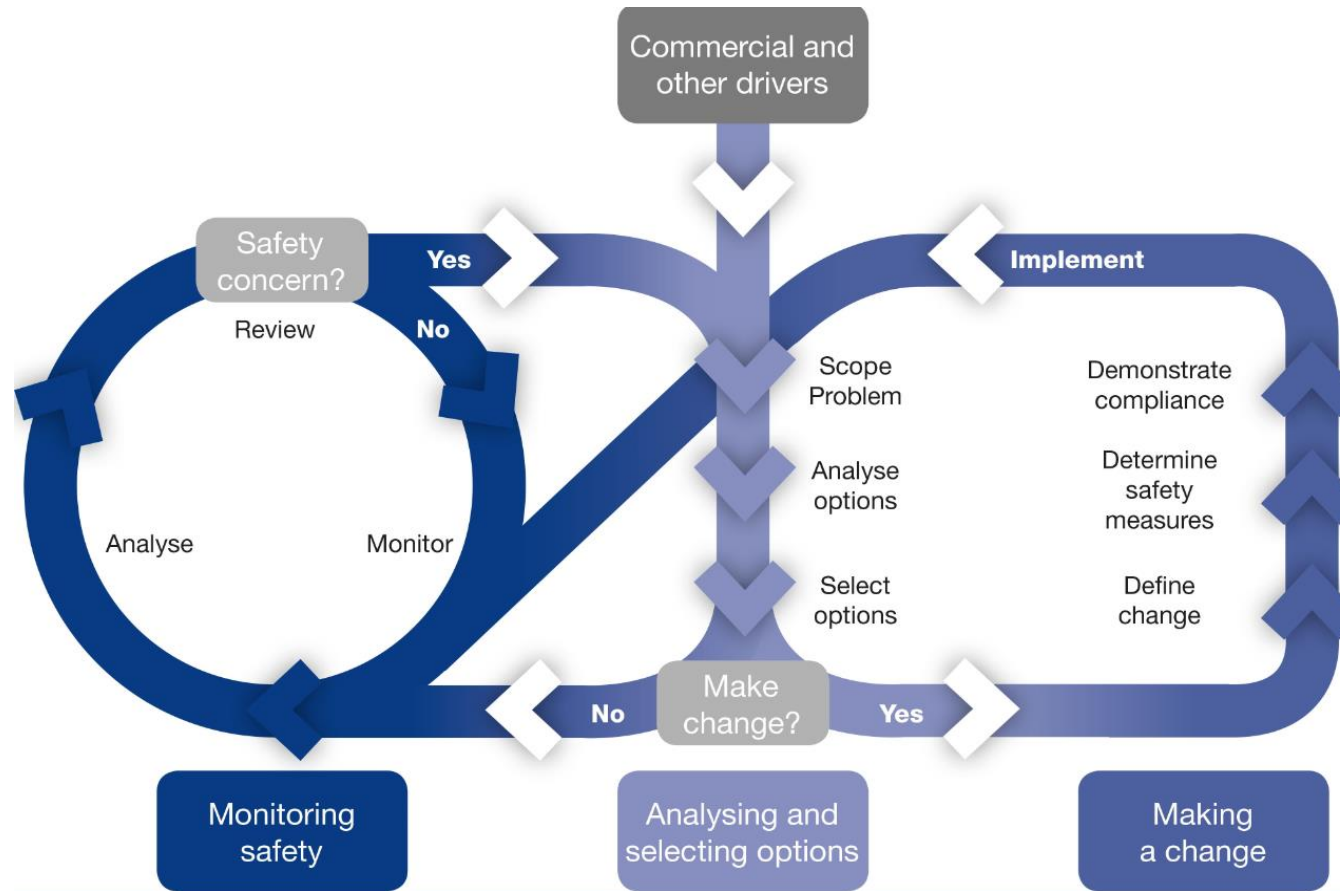 Commercial and
other drivers
Safety
concern?
Yes
No
Review
Analyse
Monitor
Implement
Scope
Problem
Analyse
options
Select
options
Demonstrate
compliance
Determine
safety
measures
Define
change
Make
change?
No
Yes
Monitoring
safety
Analysing and
selecting options
Making
a change